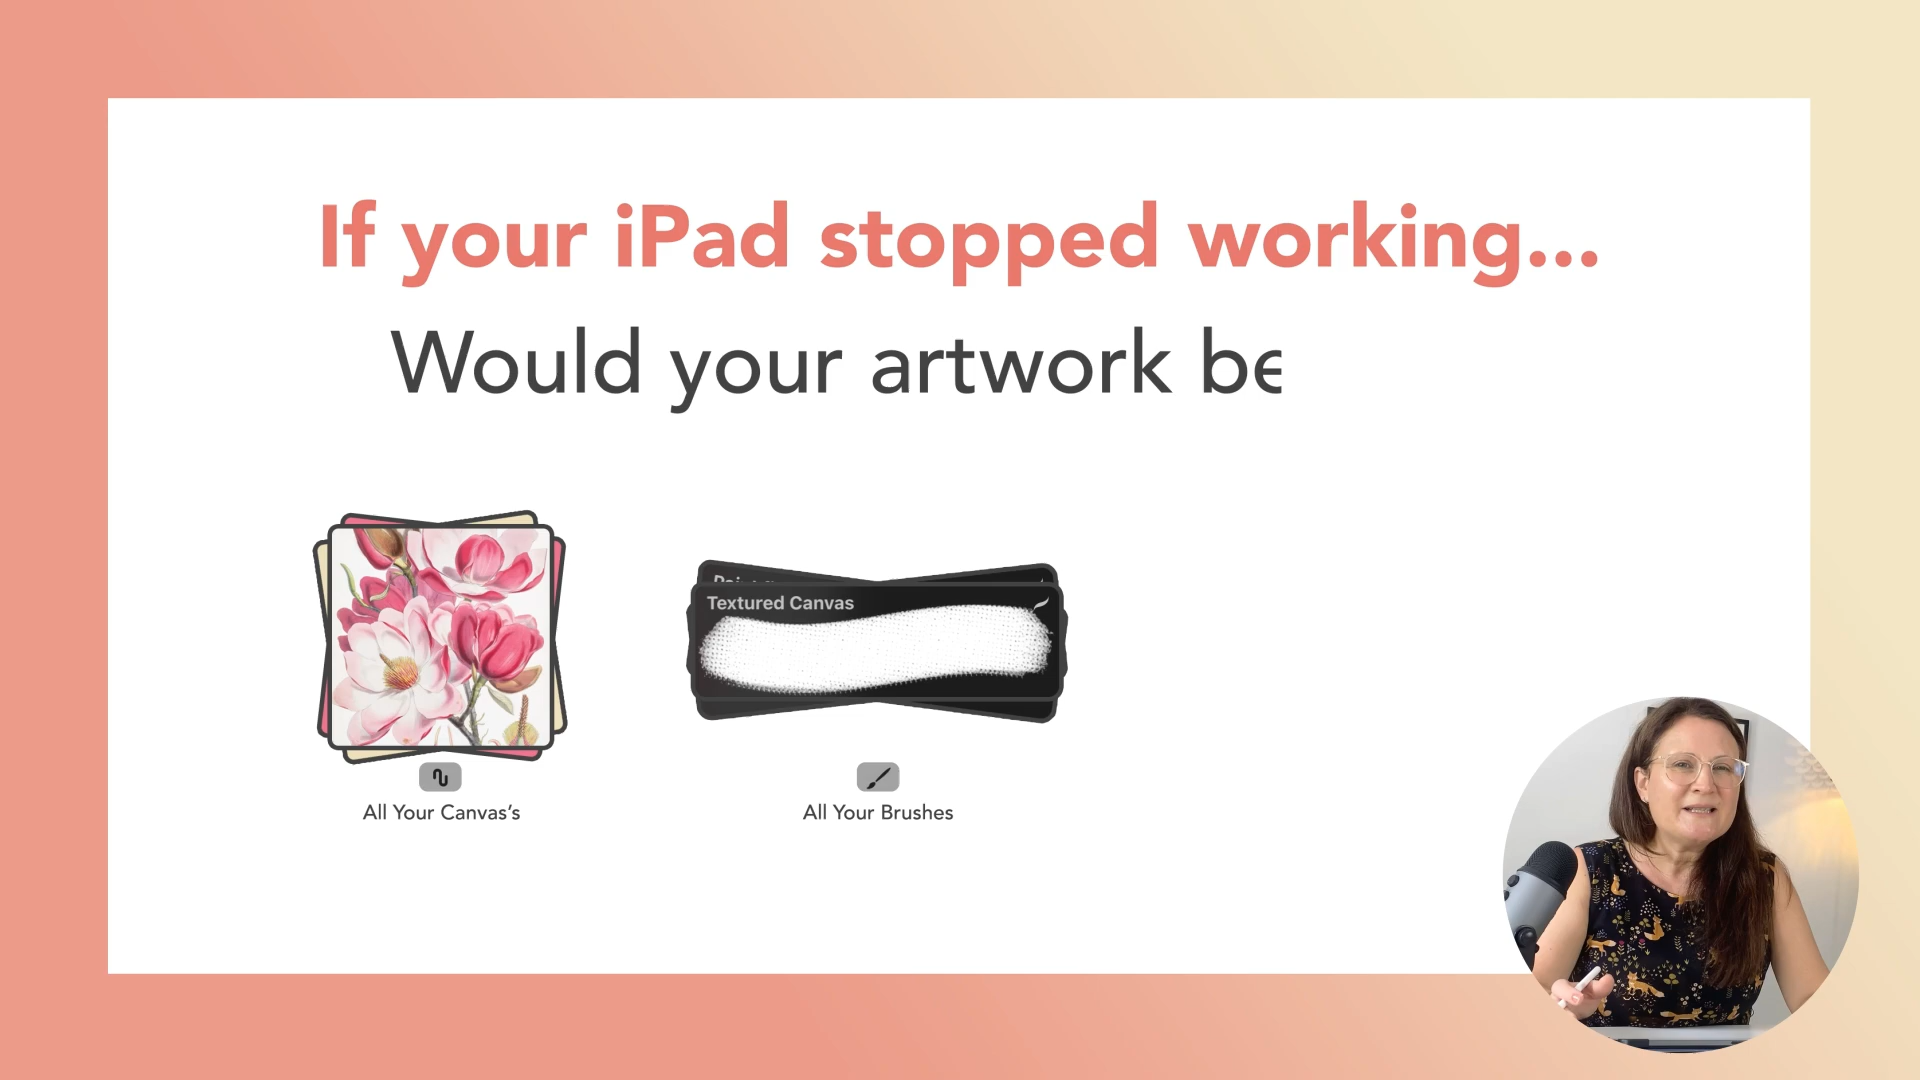 If your iPad stopped working...
Would your artwork be
Textured Canvas
All Your Canvas's
All Your Brushes